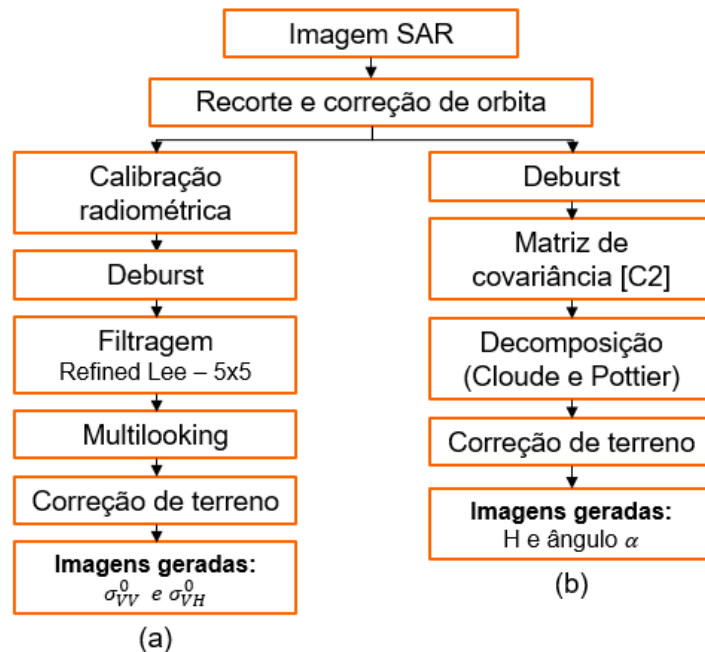 Imagem SAR
Recorte e correção de orbita
Calibração
radiométrica
Deburst
Filtragem
Refined Lee – 5x5
Multilooking
Correção de terreno
Imagens geradas:
σ⁰VV e σ⁰VH
(a)
Deburst
Matriz de
covariância [C2]
Decomposição
(Cloude e Pottier)
Correção de terreno
Imagens geradas:
H e ângulo α
(b)